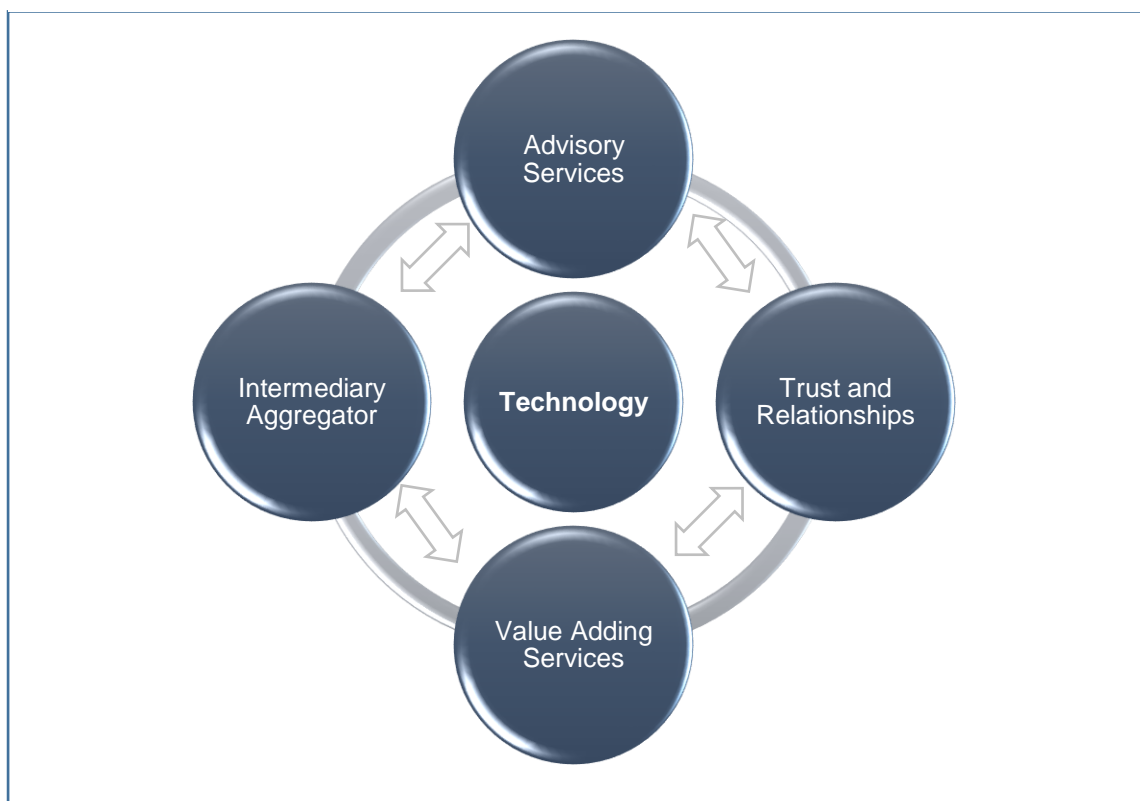 Advisory
Services
Intermediary
Aggregator
Technology
Trust and
Relationships
Value Adding
Services